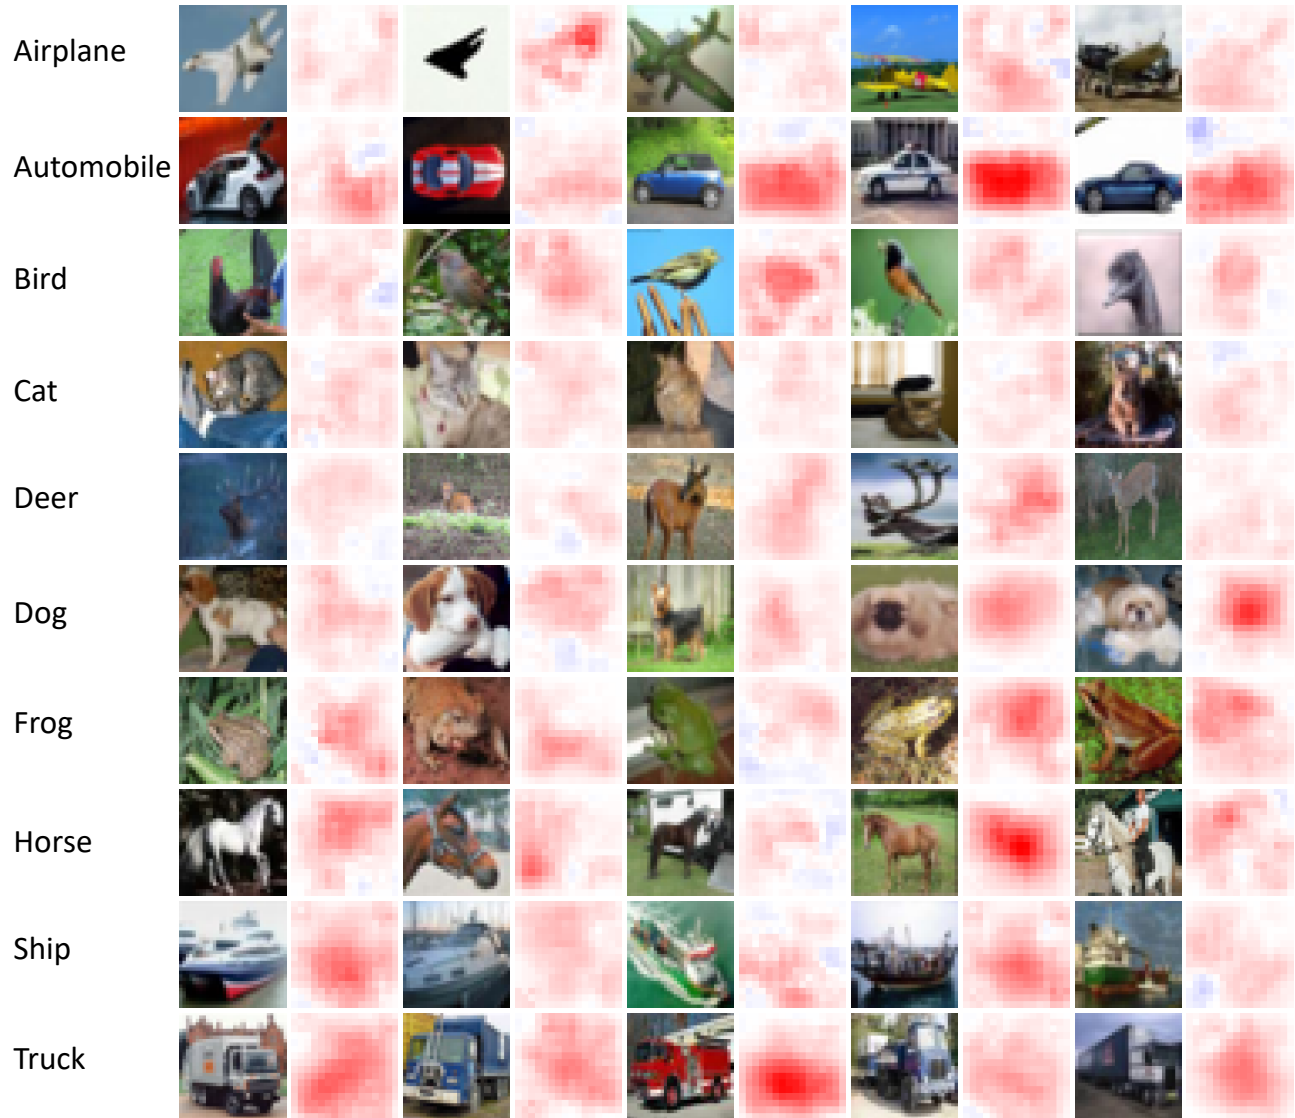 Airplane
Automobile
Bird
Cat
Deer
Dog
Frog
Horse
Ship
Truck